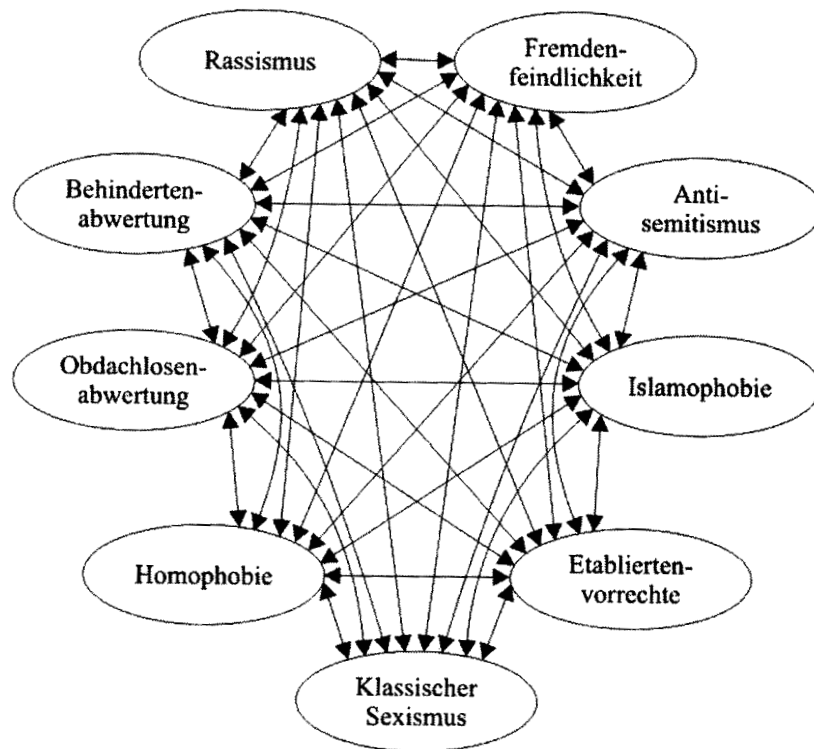 Rassismus
Fremden-
feindlichkeit
Behinderten-
abwertung
Anti-
semitismus
Obdachlosen-
abwertung
Islamophobie
Homophobie
Etablierten-
vorrechte
Klassischer
Sexismus